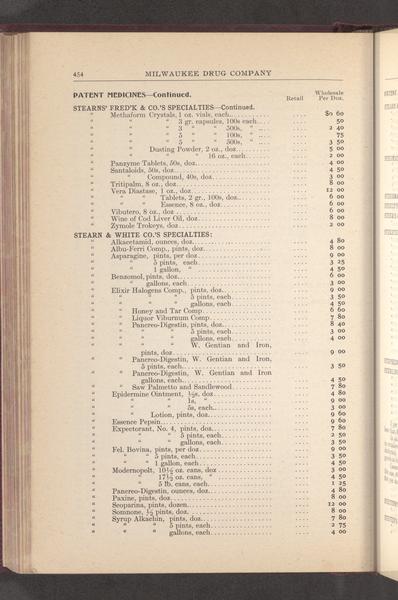 454 MILWAUKEE DRUG COMPANY
PATENT MEDICINES—Continued. Retail Wholesale Per Doz.
STEARNS' FRED'K & CO.'S SPECIALTIES—Continued.
" Methaform Crystals, 1 oz. vials, each $0 60
" " " 3 gr. capsules, 100s each 50
" " " 3 " " 500s, " 2 40
" " " 5 " " 100s, " 75
" " " 5 " " 500s, " 3 50
" " Dusting Powder, 2 oz., doz. 5 00
" " " " 16 oz., each 2 00
" Panzyme Tablets, 50s, doz. 4 00
" Santaloids, 50s, doz. 4 50
" " Compound, 40s, doz. 3 00
" Tritipalm, 8 oz., doz. 8 00
" Vera Diastase, 1 oz., doz. 12 00
" " " Tablets, 2 gr., 100s, doz. 6 00
" " " Essence, 8 oz., doz. 6 00
" Vibutero, 8 oz., doz. 6 00
" Wine of Cod Liver Oil, doz. 8 00
" Zymole Trokeys, doz. 2 00
STEARN & WHITE CO.'S SPECIALTIES:
" Alkacetamid, ounces, doz. 4 80
" Albu-Ferri Comp., pints, doz. 8 00
" Asparagine, pints, per doz. 9 00
" " 5 pints, each 3 25
" " 1 gallon, " 4 50
" Benzomol, pints, doz. 6 00
" " gallons, each 3 00
" Elixir Halogens Comp., pints, doz. 9 00
" " " " 5 pints, each 3 50
" " " " gallons, each 4 50
" " Honey and Tar Comp. 6 60
" " Liquor Viburnum Comp. 7 80
" " Pancreo-Digestin, pints, doz. 8 40
" " " " 5 pints, each 3 00
" " " " gallons, each 4 00
" " " " W. Gentian and Iron,
pints, doz. 9 00
" " Pancreo-Digestin, W. Gentian and Iron,
5 pints, each 3 50
" " Pancreo-Digestin, W. Gentian and Iron
gallons, each 4 50
" " Saw Palmetto and Sandlewood 7 80
" Epidermine Ointment, ½s, doz. 4 80
" " " 1s, " 9 00
" " " 5s, each 3 00
" " Lotion, pints, doz. 9 60
" Essence Pepsin 9 60
" Expectorant, No. 4, pints, doz. 7 80
" " " 5 pints, each 2 50
" " " gallons, each 3 50
" Fel. Bovina, pints, per doz. 9 00
" " " 5 pints, each 3 50
" " " 1 gallon, each 4 50
" Modernopelt, 10½ oz. cans, doz 3 00
" " 17½ oz. cans, " 4 50
" " 5 lb. cans, each 1 25
" Pancreo-Digestin, ounces, doz. 4 80
" Paxine, pints, doz. 8 00
" Scoparina, pints, dozen 12 00
" Somnone, ½ pints, doz. 8 00
" Syrup Alkachin, pints, doz. 7 80
" " " 5 pints, each 2 75
" " " gallons, each 4 00